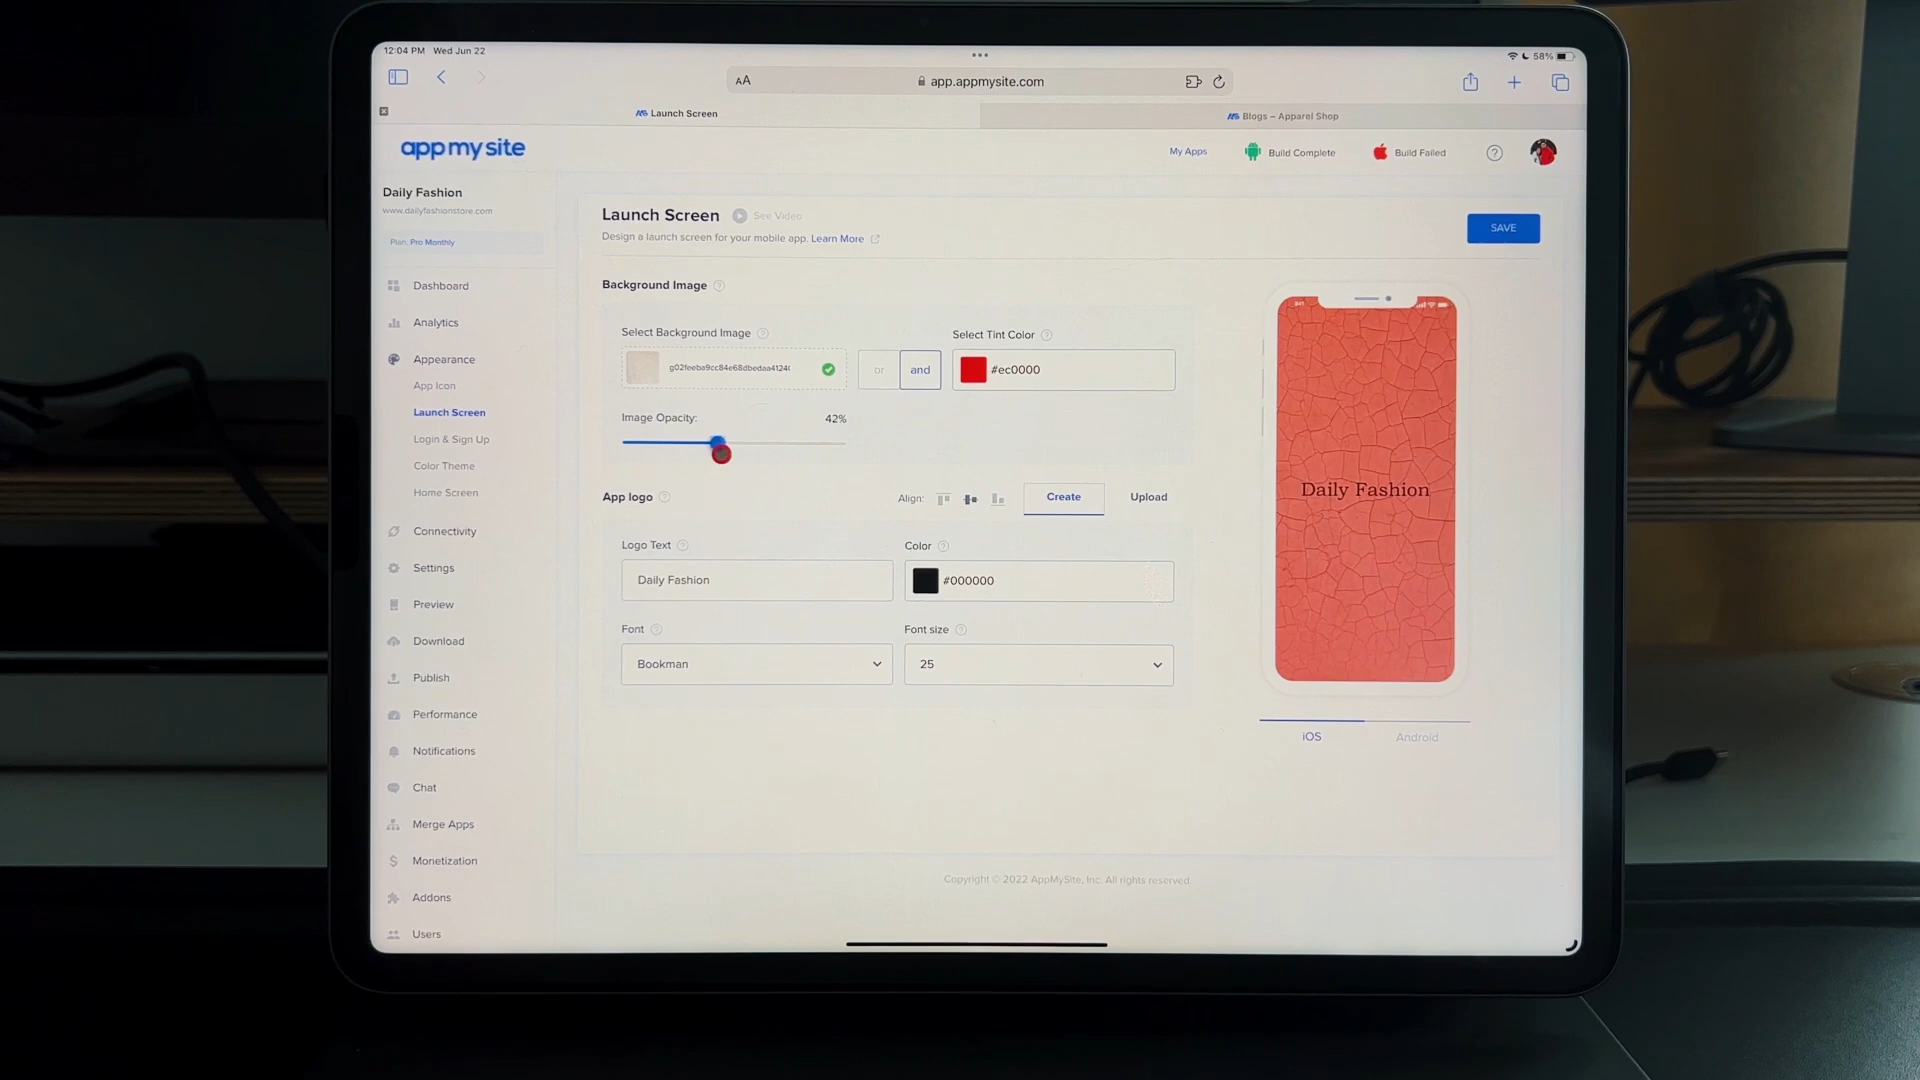 12:04 PM Wed Jun 22
58%
AA
app.appmysite.com
Launch Screen
Blogs – Apparel Shop
appmysite
My Apps
Build Complete
Build Failed
Daily Fashion
www.dailyfashionstore.com
Plan: Pro Monthly
Dashboard
Analytics
Appearance
App Icon
Launch Screen
Login & Sign Up
Color Theme
Home Screen
Connectivity
Settings
Preview
Download
Publish
Performance
Notifications
Chat
Merge Apps
Monetization
Addons
Users
Launch Screen
See Video
Design a launch screen for your mobile app. Learn More
SAVE
Background Image
Select Background Image
Select Tint Color
or
and
#ec0000
Image Opacity:
42%
App logo
Align:
Create
Upload
Logo Text
Color
Daily Fashion
#000000
Font
Font size
Bookman
25
9:41
Daily Fashion
iOS
Android
Copyright © 2022 AppMySite, Inc. All rights reserved.